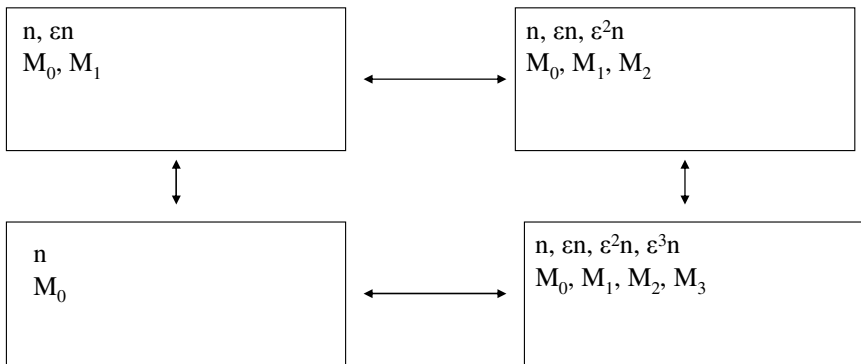 n, εn
M₀, M₁
n, εn, ε²n
M₀, M₁, M₂
n
M₀
n, εn, ε²n, ε³n
M₀, M₁, M₂, M₃